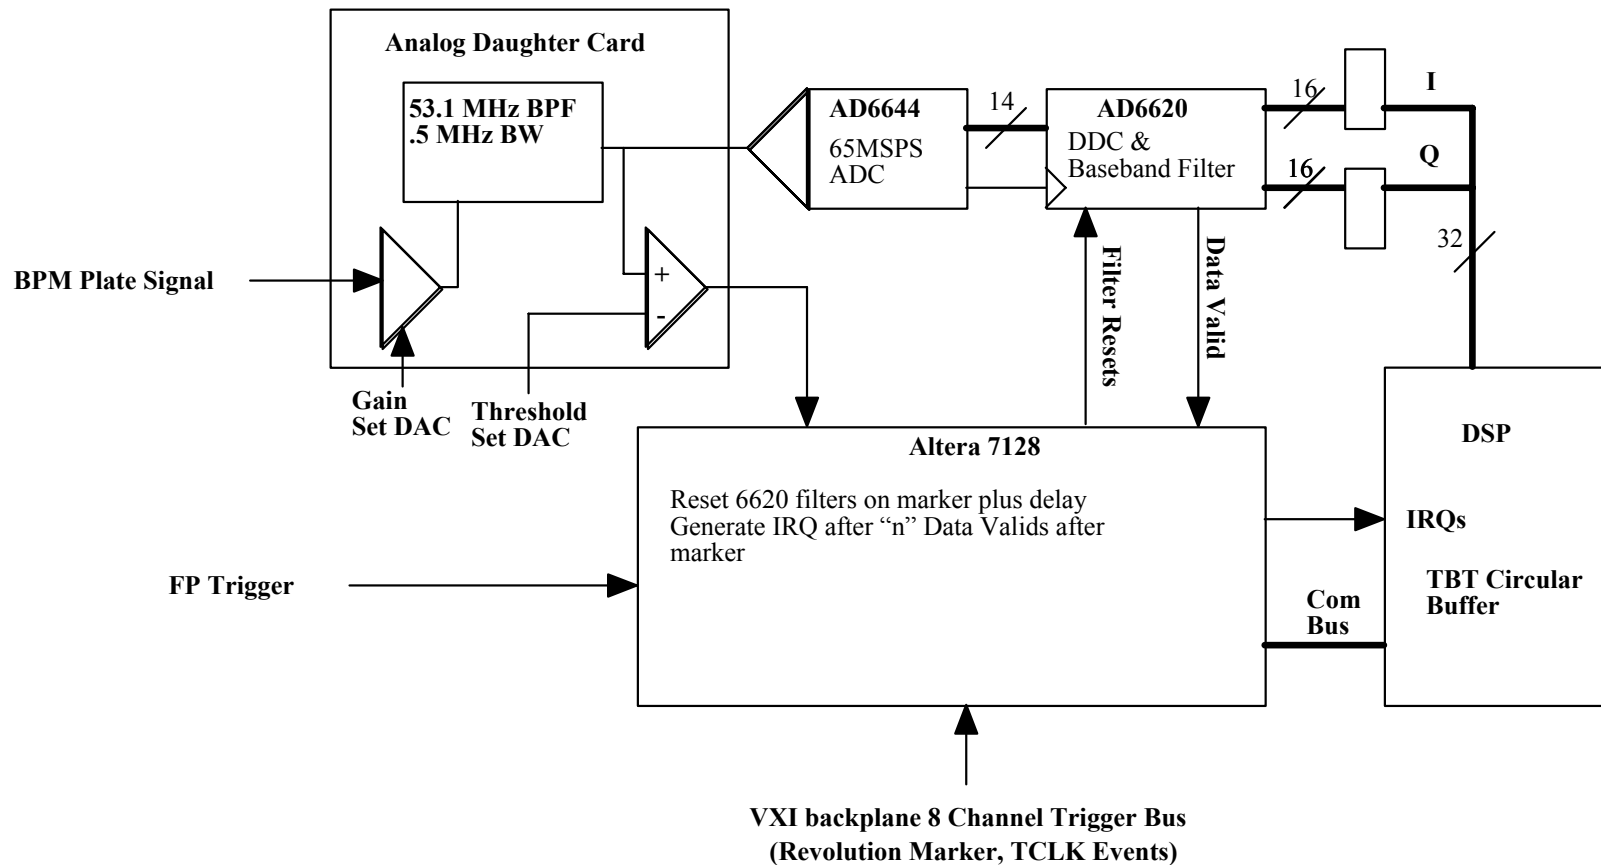 Analog Daughter Card
53.1 MHz BPF
.5 MHz BW
AD6644
65MSPS
ADC
14
AD6620
DDC &
Baseband Filter
16
16
I
Q
32
BPM Plate Signal
+
-
Gain
Set DAC
Threshold
Set DAC
Filter Resets
Data Valid
Altera 7128
Reset 6620 filters on marker plus delay
Generate IRQ after “n” Data Valids after
marker
FP Trigger
DSP
IRQs
TBT Circular
Buffer
Com
Bus
VXI backplane 8 Channel Trigger Bus
(Revolution Marker, TCLK Events)